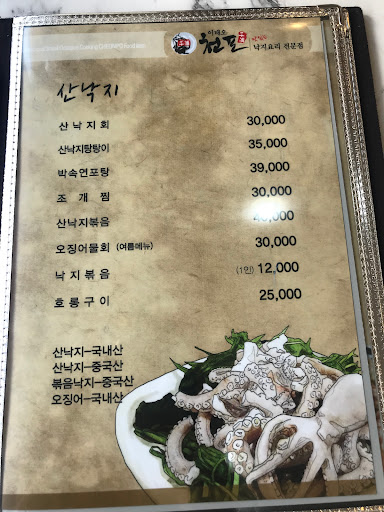 이태오
천포
낙지요리 전문점
산낙지
산낙지회 30,000
산낙지탕탕이 35,000
박속연포탕 39,000
조개찜 30,000
산낙지볶음
오징어물회 (여름메뉴) 30,000
낙지볶음 (1인) 12,000
호롱구이 25,000
산낙지-국내산
산낙지-중국산
볶음낙지-중국산
오징어-국내산